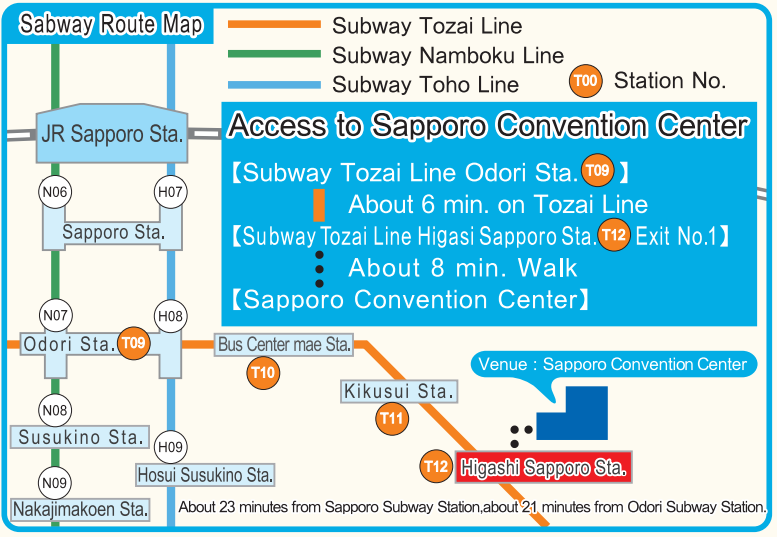 Sabway Route Map
Subway Tozai Line
Subway Namboku Line
Subway Toho Line
T00 Station No.
JR Sapporo Sta.
Access to Sapporo Convention Center
【Subway Tozai Line Odori Sta. T09 】
About 6 min. on Tozai Line
【Subway Tozai Line Higasi Sapporo Sta. T12 Exit No.1】
About 8 min. Walk
【Sapporo Convention Center】
N06
H07
Sapporo Sta.
N07
H08
Odori Sta. T09
Bus Center mae Sta.
T10
Venue : Sapporo Convention Center
Kikusui Sta.
T11
N08
Susukino Sta.
H09
Hosui Susukino Sta.
T12 Higashi Sapporo Sta.
N09
Nakajimakoen Sta.
About 23 minutes from Sapporo Subway Station,about 21 minutes from Odori Subway Station.